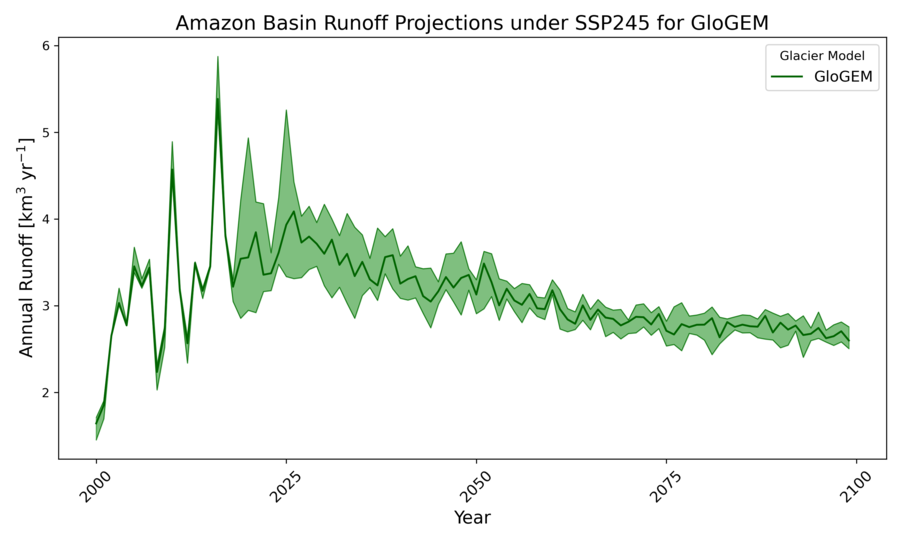 Amazon Basin Runoff Projections under SSP245 for GloGEM
Glacier Model
GloGEM
Annual Runoff [km³ yr⁻¹]
6
5
4
3
2
2000
2025
2050
2075
2100
Year